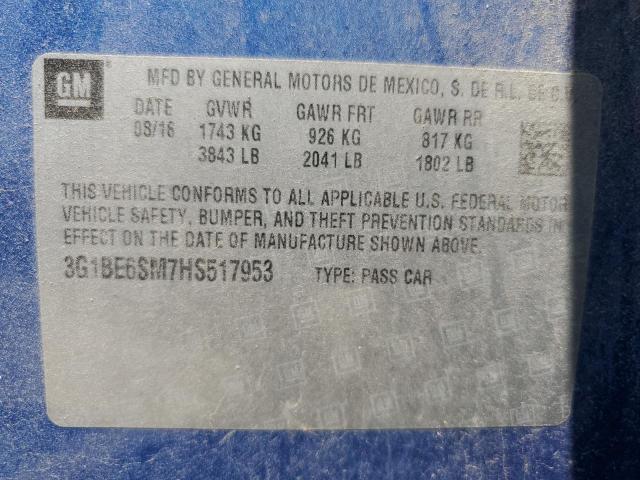 GM
MFD BY GENERAL MOTORS DE MEXICO, S. DE R.L. DE C.V.
DATE GVWR GAWR FRT GAWR RR
08/16 1743 KG 926 KG 817 KG
3843 LB 2041 LB 1802 LB
THIS VEHICLE CONFORMS TO ALL APPLICABLE U.S. FEDERAL MOTOR
VEHICLE SAFETY, BUMPER, AND THEFT PREVENTION STANDARDS IN
EFFECT ON THE DATE OF MANUFACTURE SHOWN ABOVE.
3G1BE6SM7HS517953 TYPE: PASS CAR